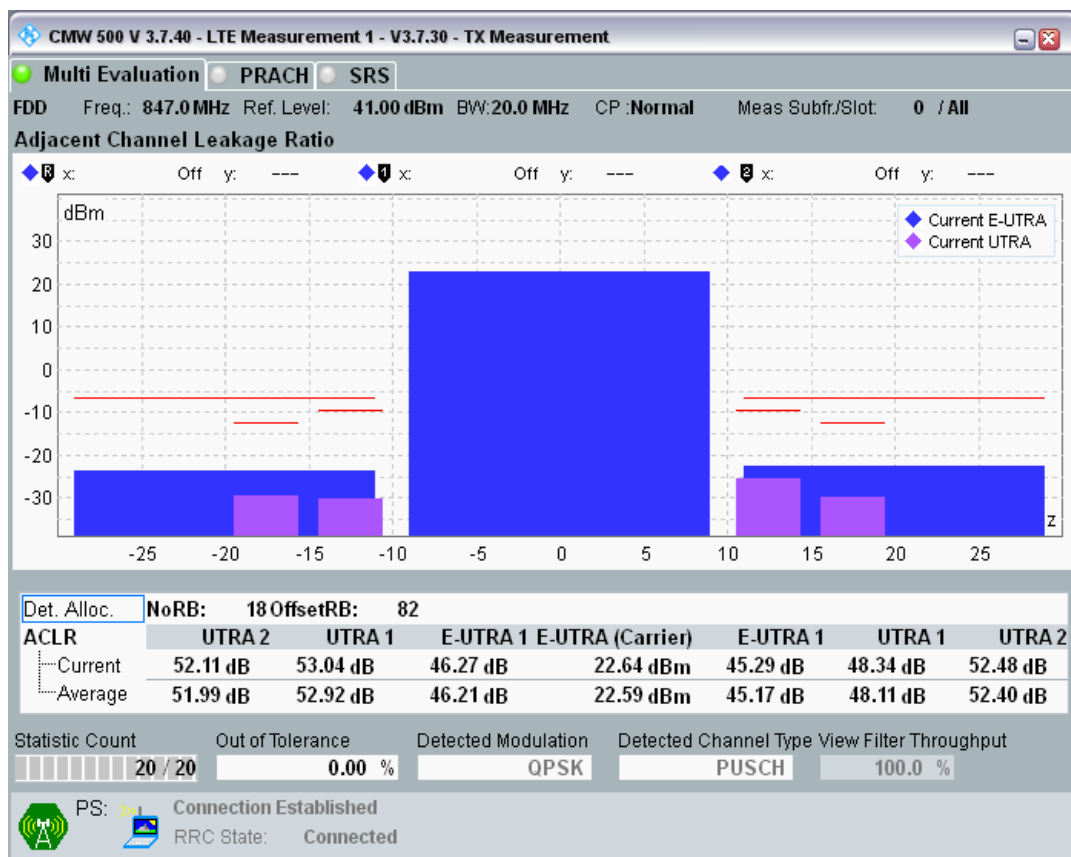 CMW 500 V 3.7.40 - LTE Measurement 1 - V3.7.30 - TX Measurement
Multi Evaluation PRACH SRS
FDD Freq.: 847.0 MHz Ref. Level: 41.00 dBm BW:20.0 MHz CP :Normal Meas Subfr./Slot: 0 / All
Adjacent Channel Leakage Ratio
R x: Off y: --- 1 x: Off y: --- 2 x: Off y: ---
dBm
Current E-UTRA
Current UTRA
30
20
10
0
-10
-20
-30
z
-25 -20 -15 -10 -5 0 5 10 15 20 25
Det. Alloc. NoRB: 18 OffsetRB: 82
ACLR UTRA 2 UTRA 1 E-UTRA 1 E-UTRA (Carrier) E-UTRA 1 UTRA 1 UTRA 2
Current 52.11 dB 53.04 dB 46.27 dB 22.64 dBm 45.29 dB 48.34 dB 52.48 dB
Average 51.99 dB 52.92 dB 46.21 dB 22.59 dBm 45.17 dB 48.11 dB 52.40 dB
Statistic Count Out of Tolerance Detected Modulation Detected Channel Type View Filter Throughput
20 / 20 0.00 % QPSK PUSCH 100.0 %
PS: Connection Established
RRC State: Connected